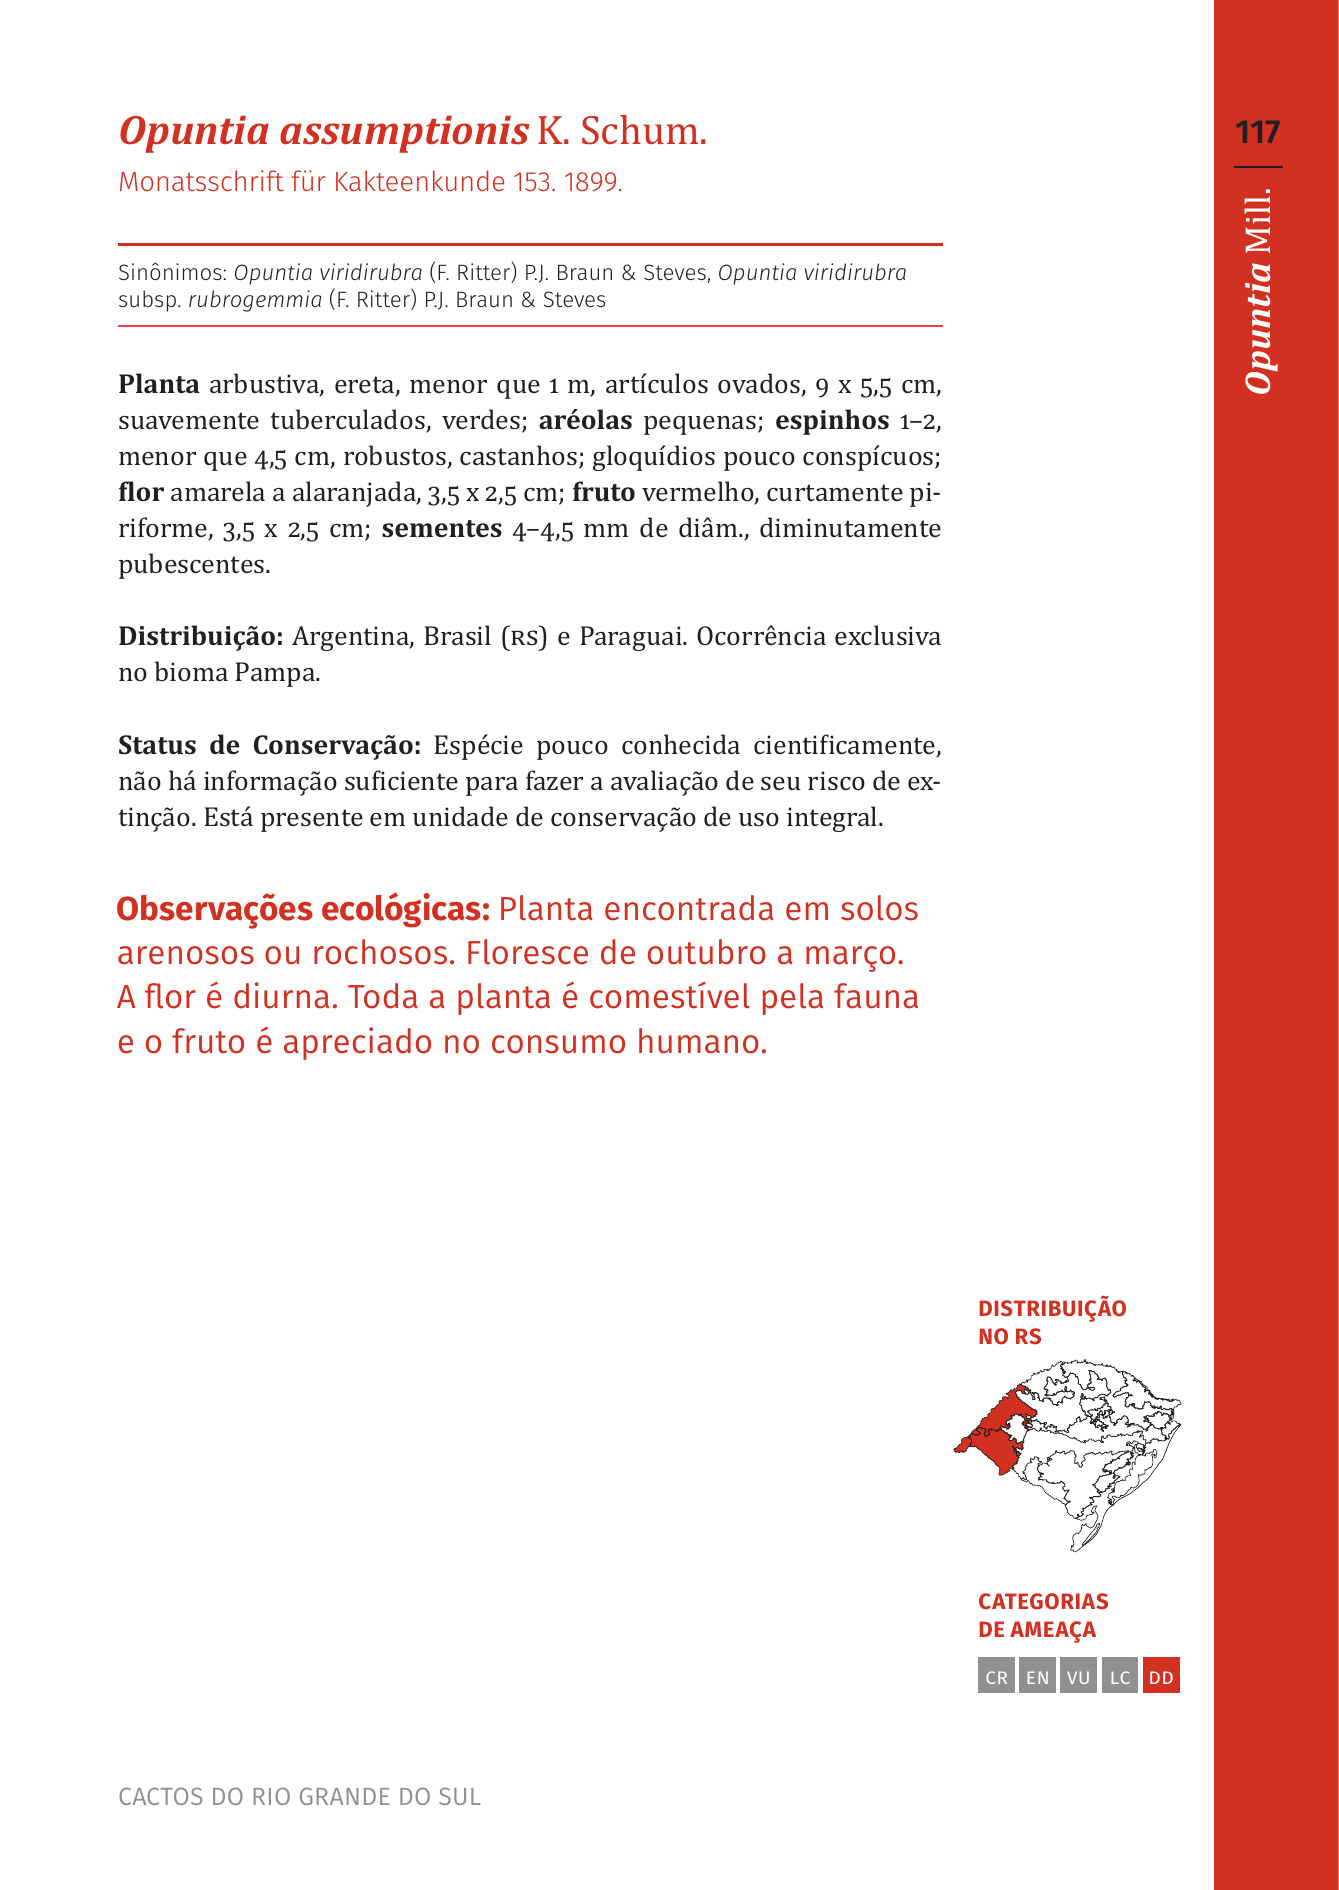 Opuntia assumptionis K. Schum.
Monatsschrift für Kakteenkunde 153. 1899.
Sinônimos: Opuntia viridirubra (F. Ritter) P.J. Braun & Steves, Opuntia viridirubra
subsp. rubrogemmia (F. Ritter) P.J. Braun & Steves
Planta arbustiva, ereta, menor que 1 m, artículos ovados, 9 x 5,5 cm,
suavemente tuberculados, verdes; aréolas pequenas; espinhos 1–2,
menor que 4,5 cm, robustos, castanhos; gloquídios pouco conspícuos;
flor amarela a alaranjada, 3,5 x 2,5 cm; fruto vermelho, curtamente pi-
riforme, 3,5 x 2,5 cm; sementes 4–4,5 mm de diâm., diminutamente
pubescentes.
Distribuição: Argentina, Brasil (RS) e Paraguai. Ocorrência exclusiva
no bioma Pampa.
Status de Conservação: Espécie pouco conhecida cientificamente,
não há informação suficiente para fazer a avaliação de seu risco de ex-
tinção. Está presente em unidade de conservação de uso integral.
Observações ecológicas: Planta encontrada em solos
arenosos ou rochosos. Floresce de outubro a março.
A flor é diurna. Toda a planta é comestível pela fauna
e o fruto é apreciado no consumo humano.
DISTRIBUIÇÃO
NO RS
CATEGORIAS
DE AMEAÇA
CR EN VU LC DD
CACTOS DO RIO GRANDE DO SUL
117
Opuntia Mill.